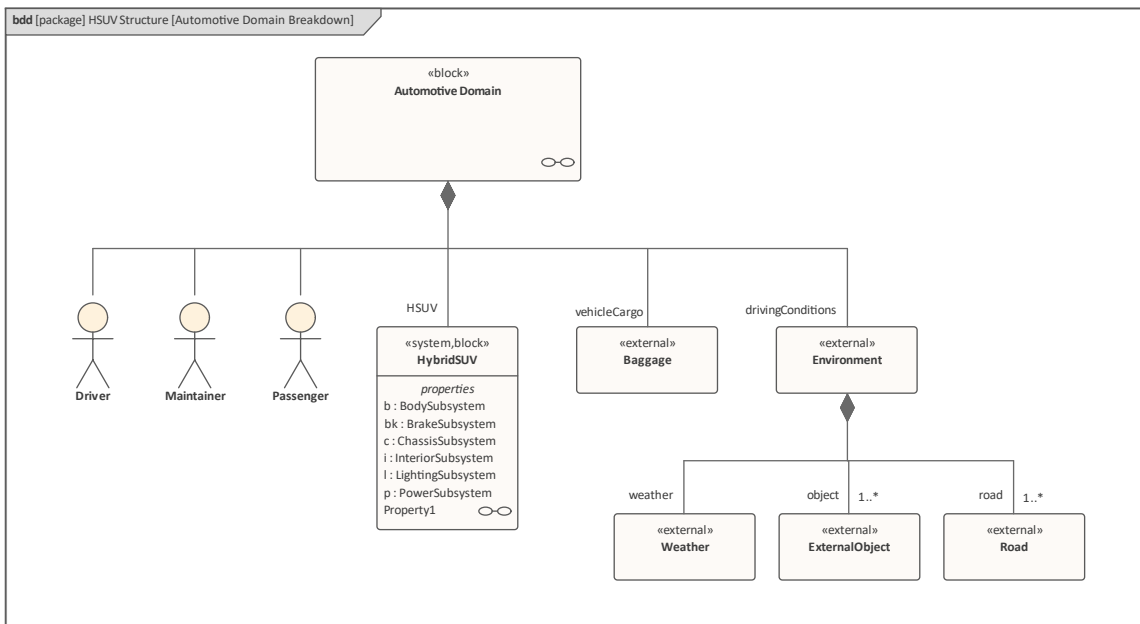 bdd [package] HSUV Structure [Automotive Domain Breakdown]
«block»
Automotive Domain
HSUV
vehicleCargo
drivingConditions
Driver
Maintainer
Passenger
«system,block»
HybridSUV
properties
b : BodySubsystem
bk : BrakeSubsystem
c : ChassisSubsystem
i : InteriorSubsystem
l : LightingSubsystem
p : PowerSubsystem
Property1
«external»
Baggage
«external»
Environment
weather
object
1..*
road
1..*
«external»
Weather
«external»
ExternalObject
«external»
Road